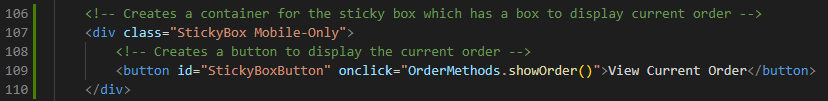 106 <!-- Creates a container for the sticky box which has a box to display current order -->
107 <div class="StickyBox Mobile-Only">
108 <!-- Creates a button to display the current order -->
109 <button id="StickyBoxButton" onclick="OrderMethods.showOrder()">View Current Order</button>
110 </div>